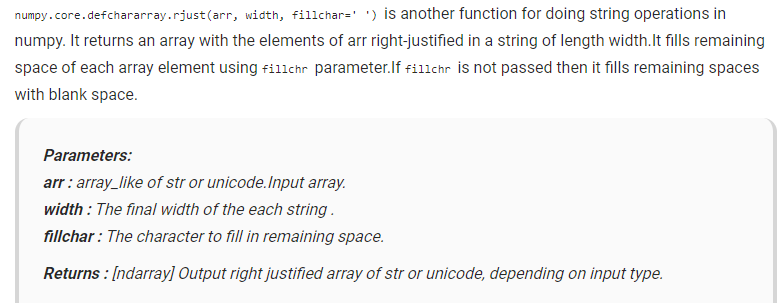 numpy.core.defchararray.rjust(arr, width, fillchar=' ') is another function for doing string operations in
numpy. It returns an array with the elements of arr right-justified in a string of length width.It fills remaining
space of each array element using fillchr parameter.If fillchr is not passed then it fills remaining spaces
with blank space.
Parameters:
arr : array_like of str or unicode.Input array.
width : The final width of the each string .
fillchar : The character to fill in remaining space.
Returns : [ndarray] Output right justified array of str or unicode, depending on input type.